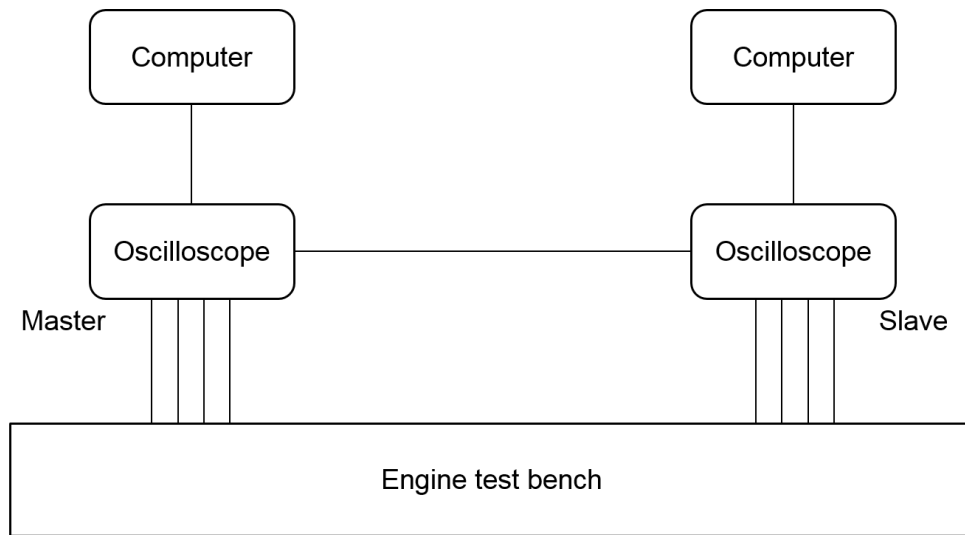 Computer
Computer
Oscilloscope
Oscilloscope
Master
Slave
Engine test bench